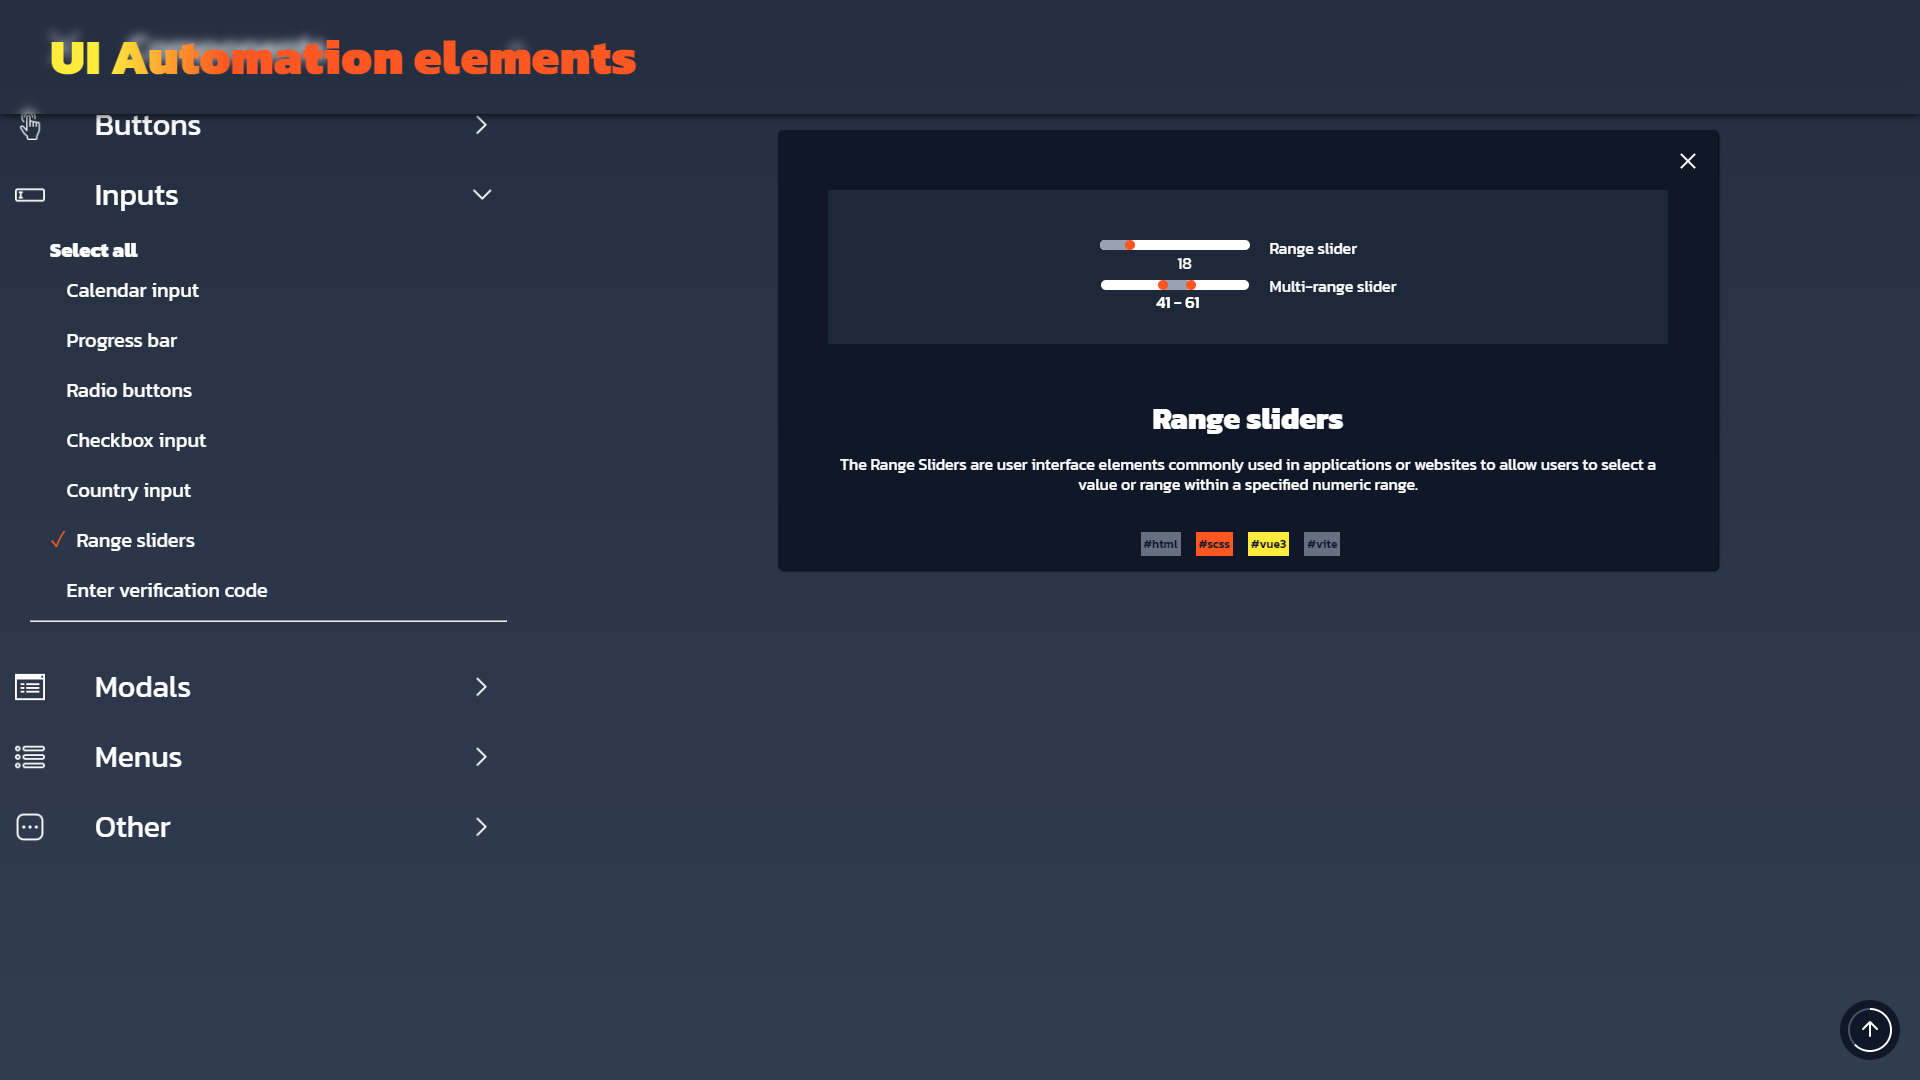 UI Automation elements
Buttons
Inputs
Select all
Calendar input
Progress bar
Radio buttons
Checkbox input
Country input
Range sliders
Enter verification code
Modals
Menus
Other
Range slider
18
Multi-range slider
41 - 61
Range sliders
The Range Sliders are user interface elements commonly used in applications or websites to allow users to select a
value or range within a specified numeric range.
#html #scss #vue3 #vite